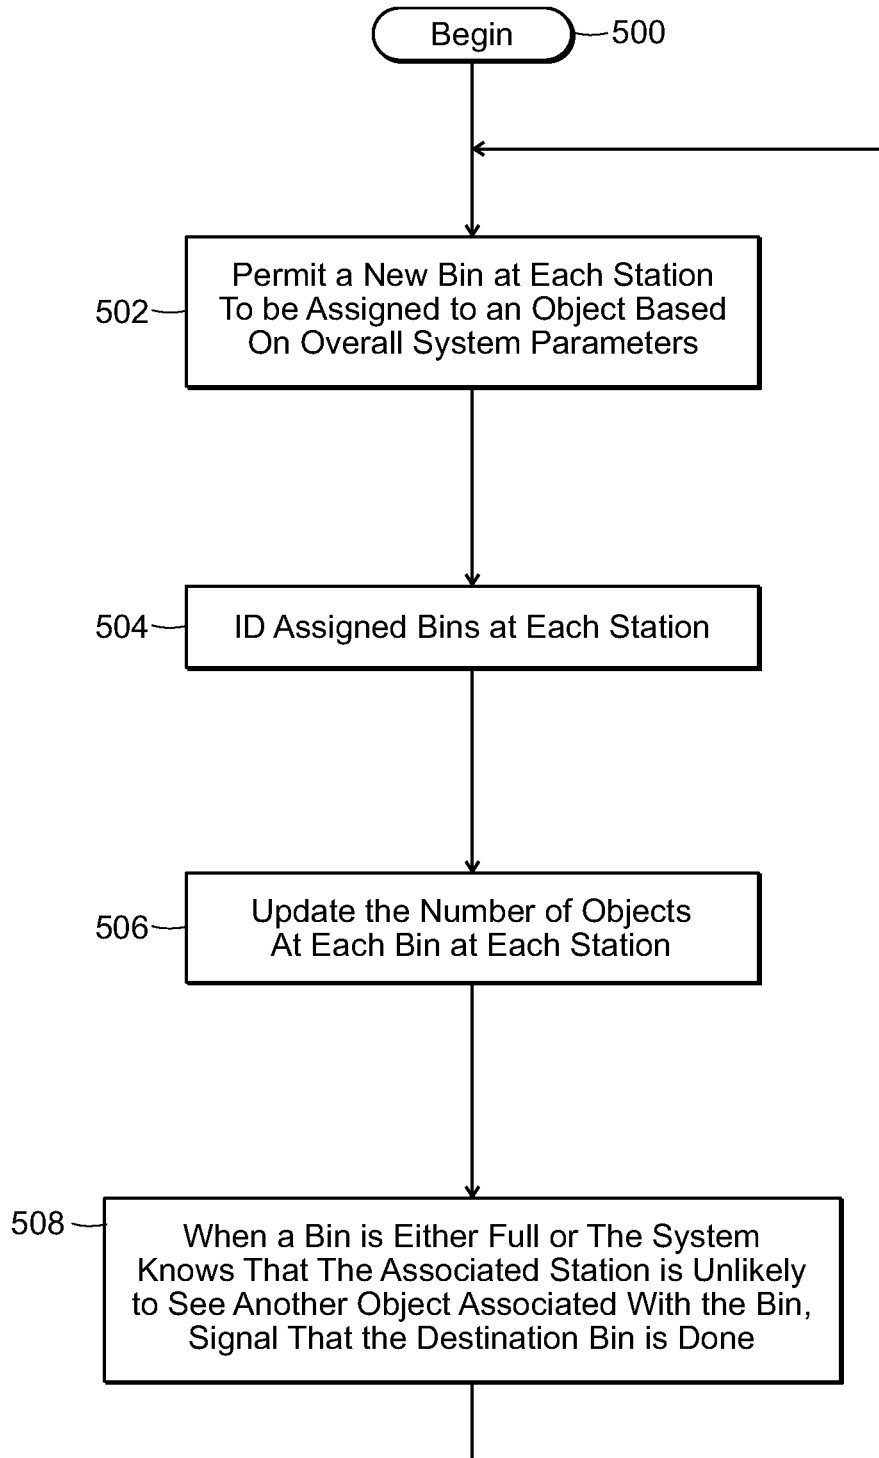 Begin
500
502
Permit a New Bin at Each Station
To be Assigned to an Object Based
On Overall System Parameters
504
ID Assigned Bins at Each Station
506
Update the Number of Objects
At Each Bin at Each Station
508
When a Bin is Either Full or The System
Knows That The Associated Station is Unlikely
to See Another Object Associated With the Bin,
Signal That the Destination Bin is Done